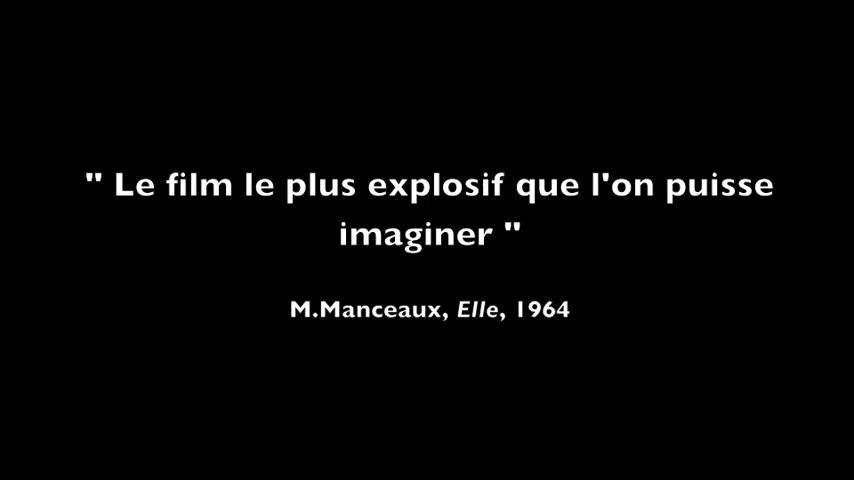 " Le film le plus explosif que l'on puisse
imaginer "
M.Manceaux, Elle, 1964